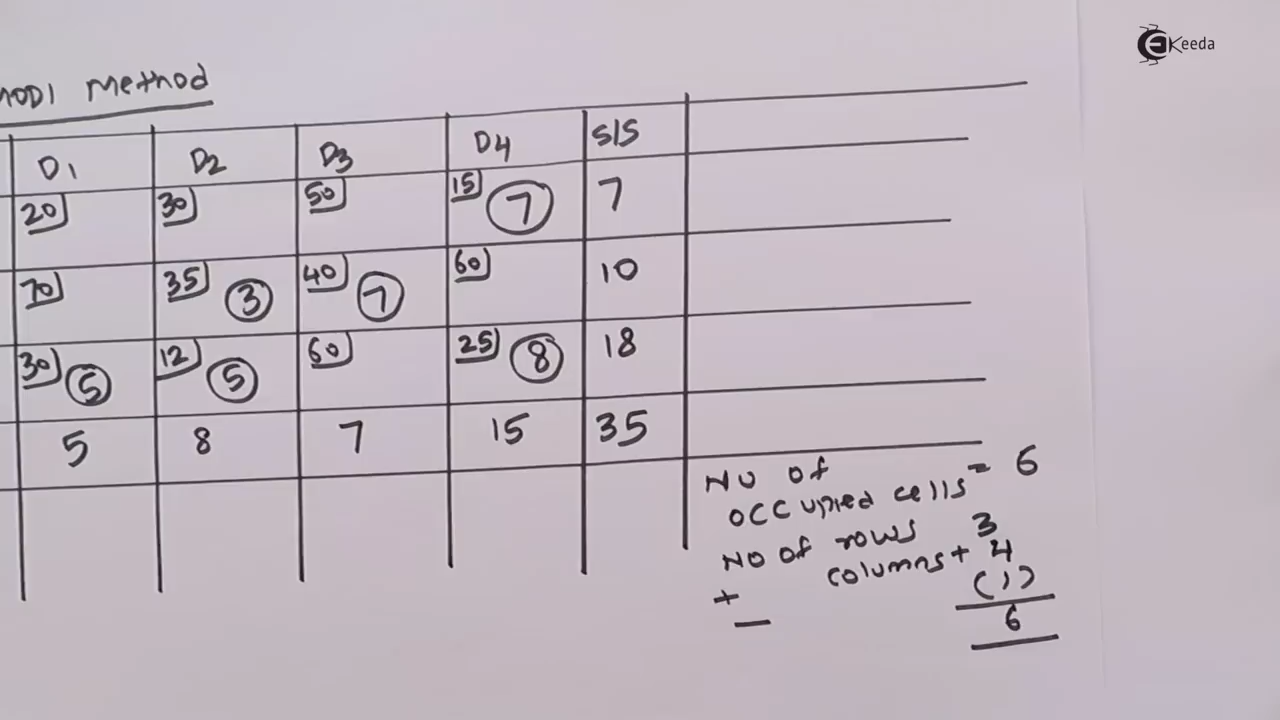 Keeda
MODI Method
D1 D2 D3 D4 S/S
20 30 50 15 7 7
70 35 3 40 7 60 10
30 5 12 5 60 25 8 18
5 8 7 15 35
NO OF
OCCUPIED cells = 6
NO OF rows 3
+ columns + 4
(1)
6